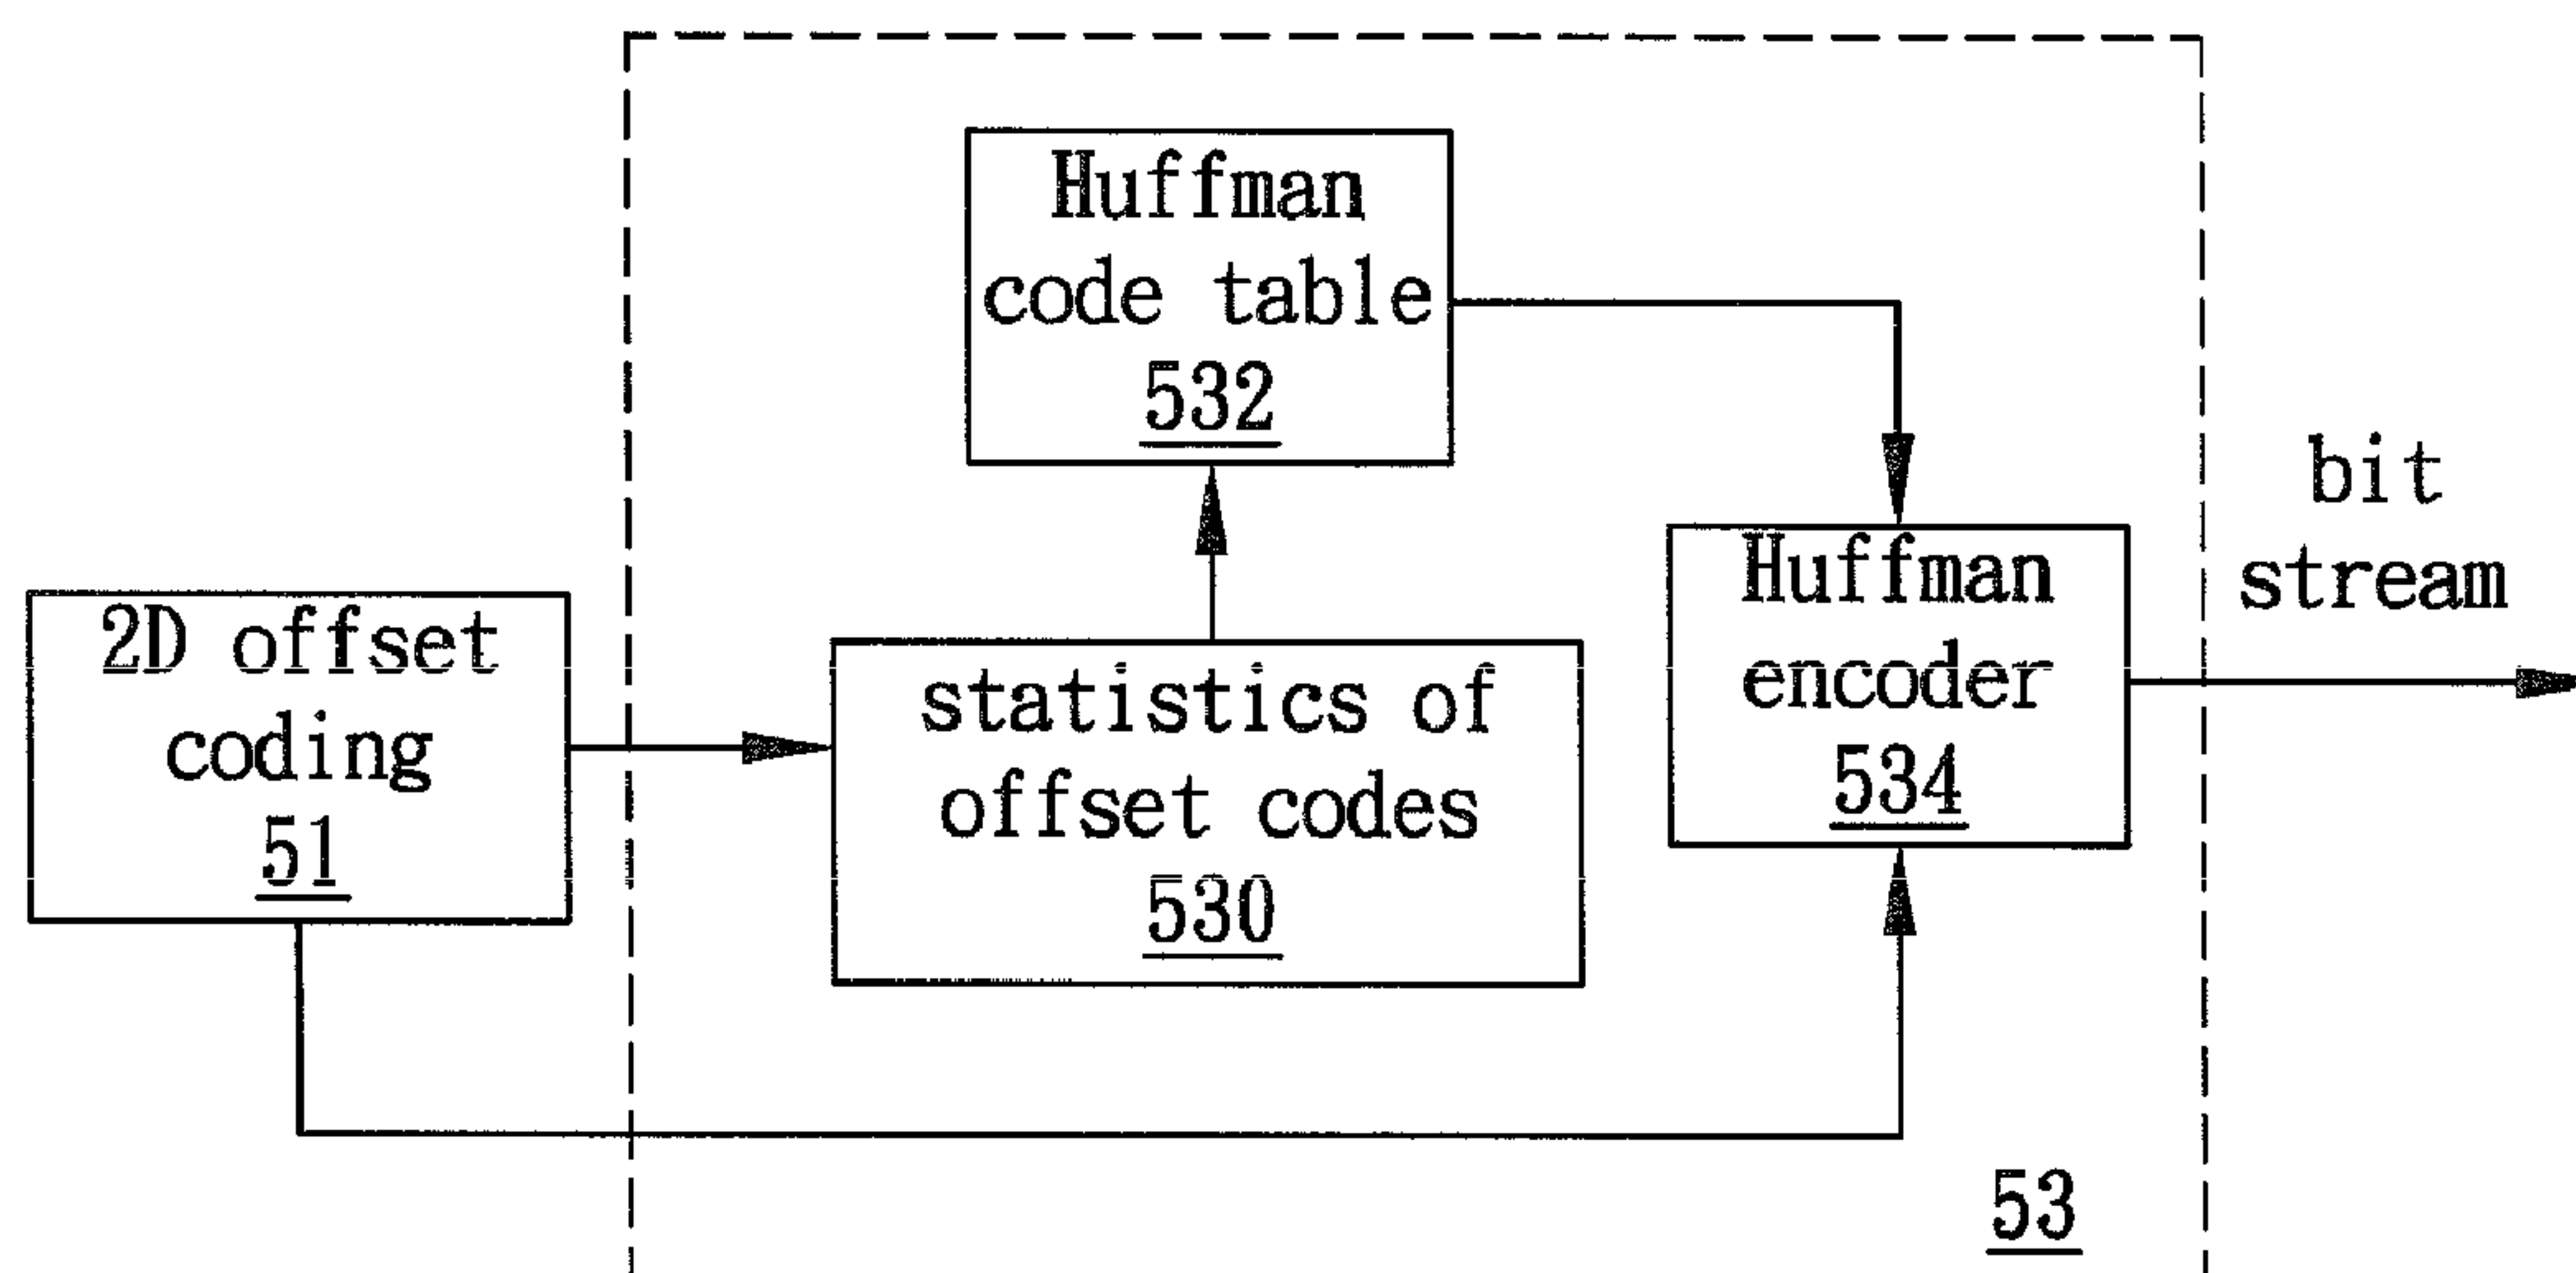 Huffman
code table
532
2D offset
coding
51
statistics of
offset codes
530
Huffman
encoder
534
bit
stream
53